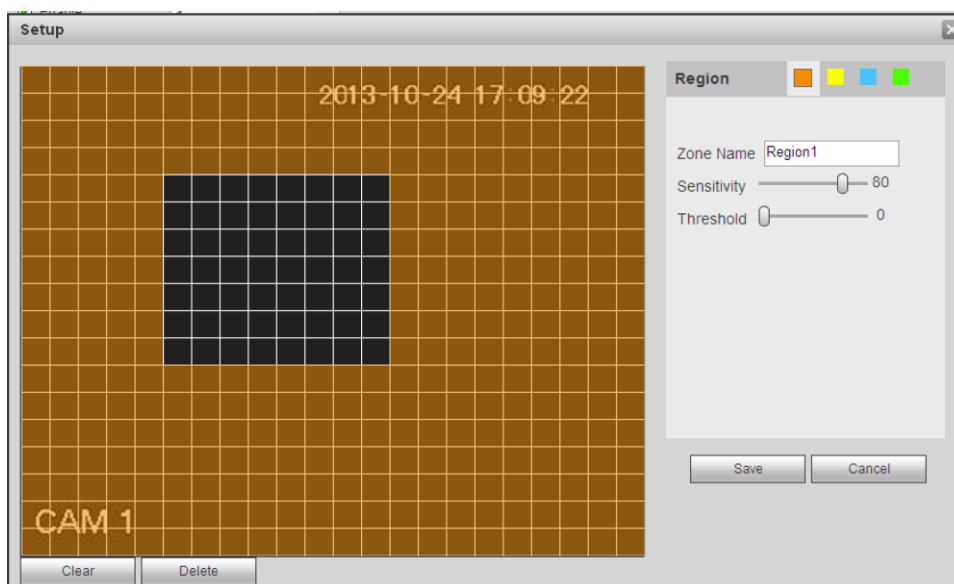 Setup
2013-10-24 17:09:22
Region
Zone Name Region1
Sensitivity 80
Threshold 0
Save Cancel
CAM 1
Clear Delete